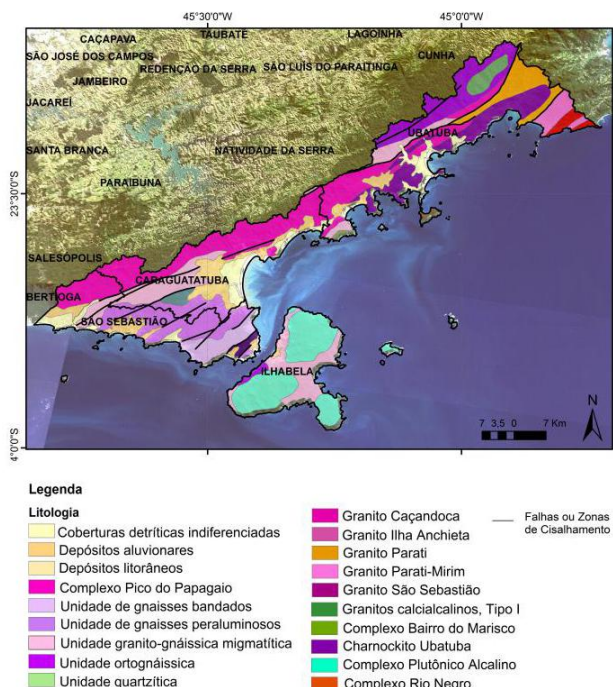 45°30'0"W 45°0'0"W
CAÇAPAVA TAUBATE LAGOINHA
SÃO JOSÉ DOS CAMPOS CUNHA
REDENÇÃO DA SERRA SÃO LUÍS DO PARAITINGA
JAMBEIRO
JACAREÍ
UBATUBA
SANTA BRANCA NATIVIDADE DA SERRA
PARAIBUNA
23°30'0"S
SALESÓPOLIS
CARAGUATATUBA
BERTIOGA
SÃO SEBASTIÃO
ILHABELA
7 3,5 0 7 Km
N
4°0'0"S
Legenda
Litologia
Coberturas detríticas indiferenciadas
Depósitos aluvionares
Depósitos litorâneos
Complexo Pico do Papagaio
Unidade de gnaisses bandados
Unidade de gnaisses peraluminosos
Unidade granito-gnáissica migmatítica
Unidade ortognáissica
Unidade quartzítica
Granito Caçandoca
Granito Ilha Anchieta
Granito Parati
Granito Parati-Mirim
Granito São Sebastião
Granitos calcialcalinos, Tipo I
Complexo Bairro do Marisco
Charnockito Ubatuba
Complexo Plutônico Alcalino
Complexo Rio Negro
Falhas ou Zonas
de Cisalhamento